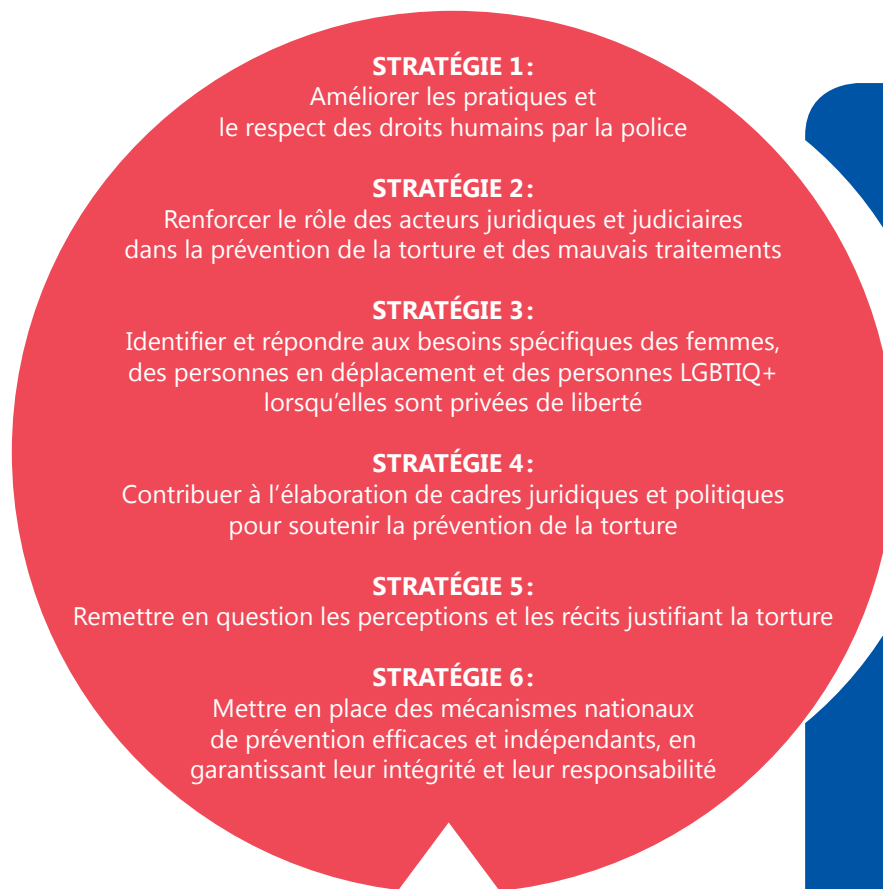 STRATÉGIE 1:
Améliorer les pratiques et
le respect des droits humains par la police
STRATÉGIE 2:
Renforcer le rôle des acteurs juridiques et judiciaires
dans la prévention de la torture et des mauvais traitements
STRATÉGIE 3:
Identifier et répondre aux besoins spécifiques des femmes,
des personnes en déplacement et des personnes LGBTIQ+
lorsqu’elles sont privées de liberté
STRATÉGIE 4:
Contribuer à l’élaboration de cadres juridiques et politiques
pour soutenir la prévention de la torture
STRATÉGIE 5:
Remettre en question les perceptions et les récits justifiant la torture
STRATÉGIE 6:
Mettre en place des mécanismes nationaux
de prévention efficaces et indépendants, en
garantissant leur intégrité et leur responsabilité